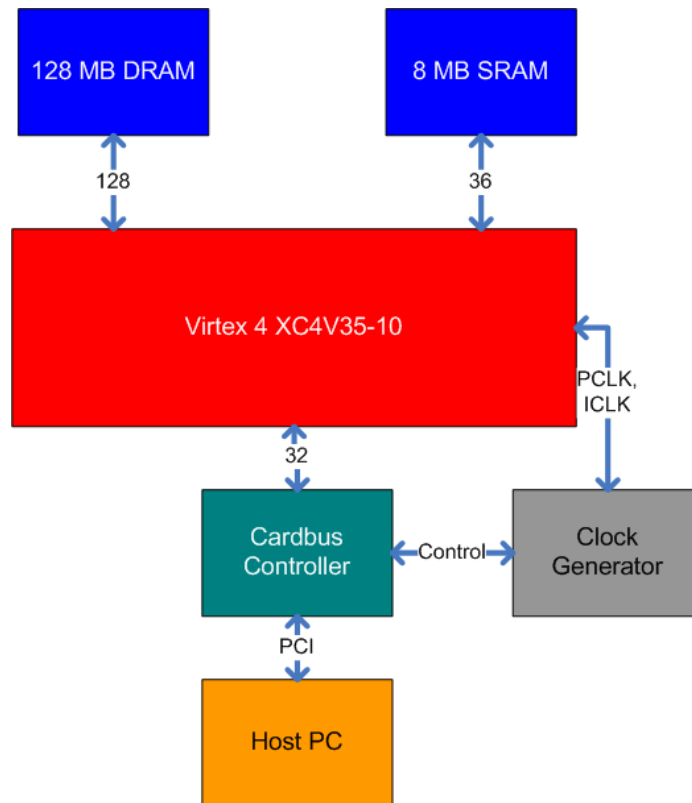 128 MB DRAM
8 MB SRAM
128
36
Virtex 4 XC4V35-10
PCLK,
ICLK
32
Cardbus
Controller
Control
Clock
Generator
PCI
Host PC